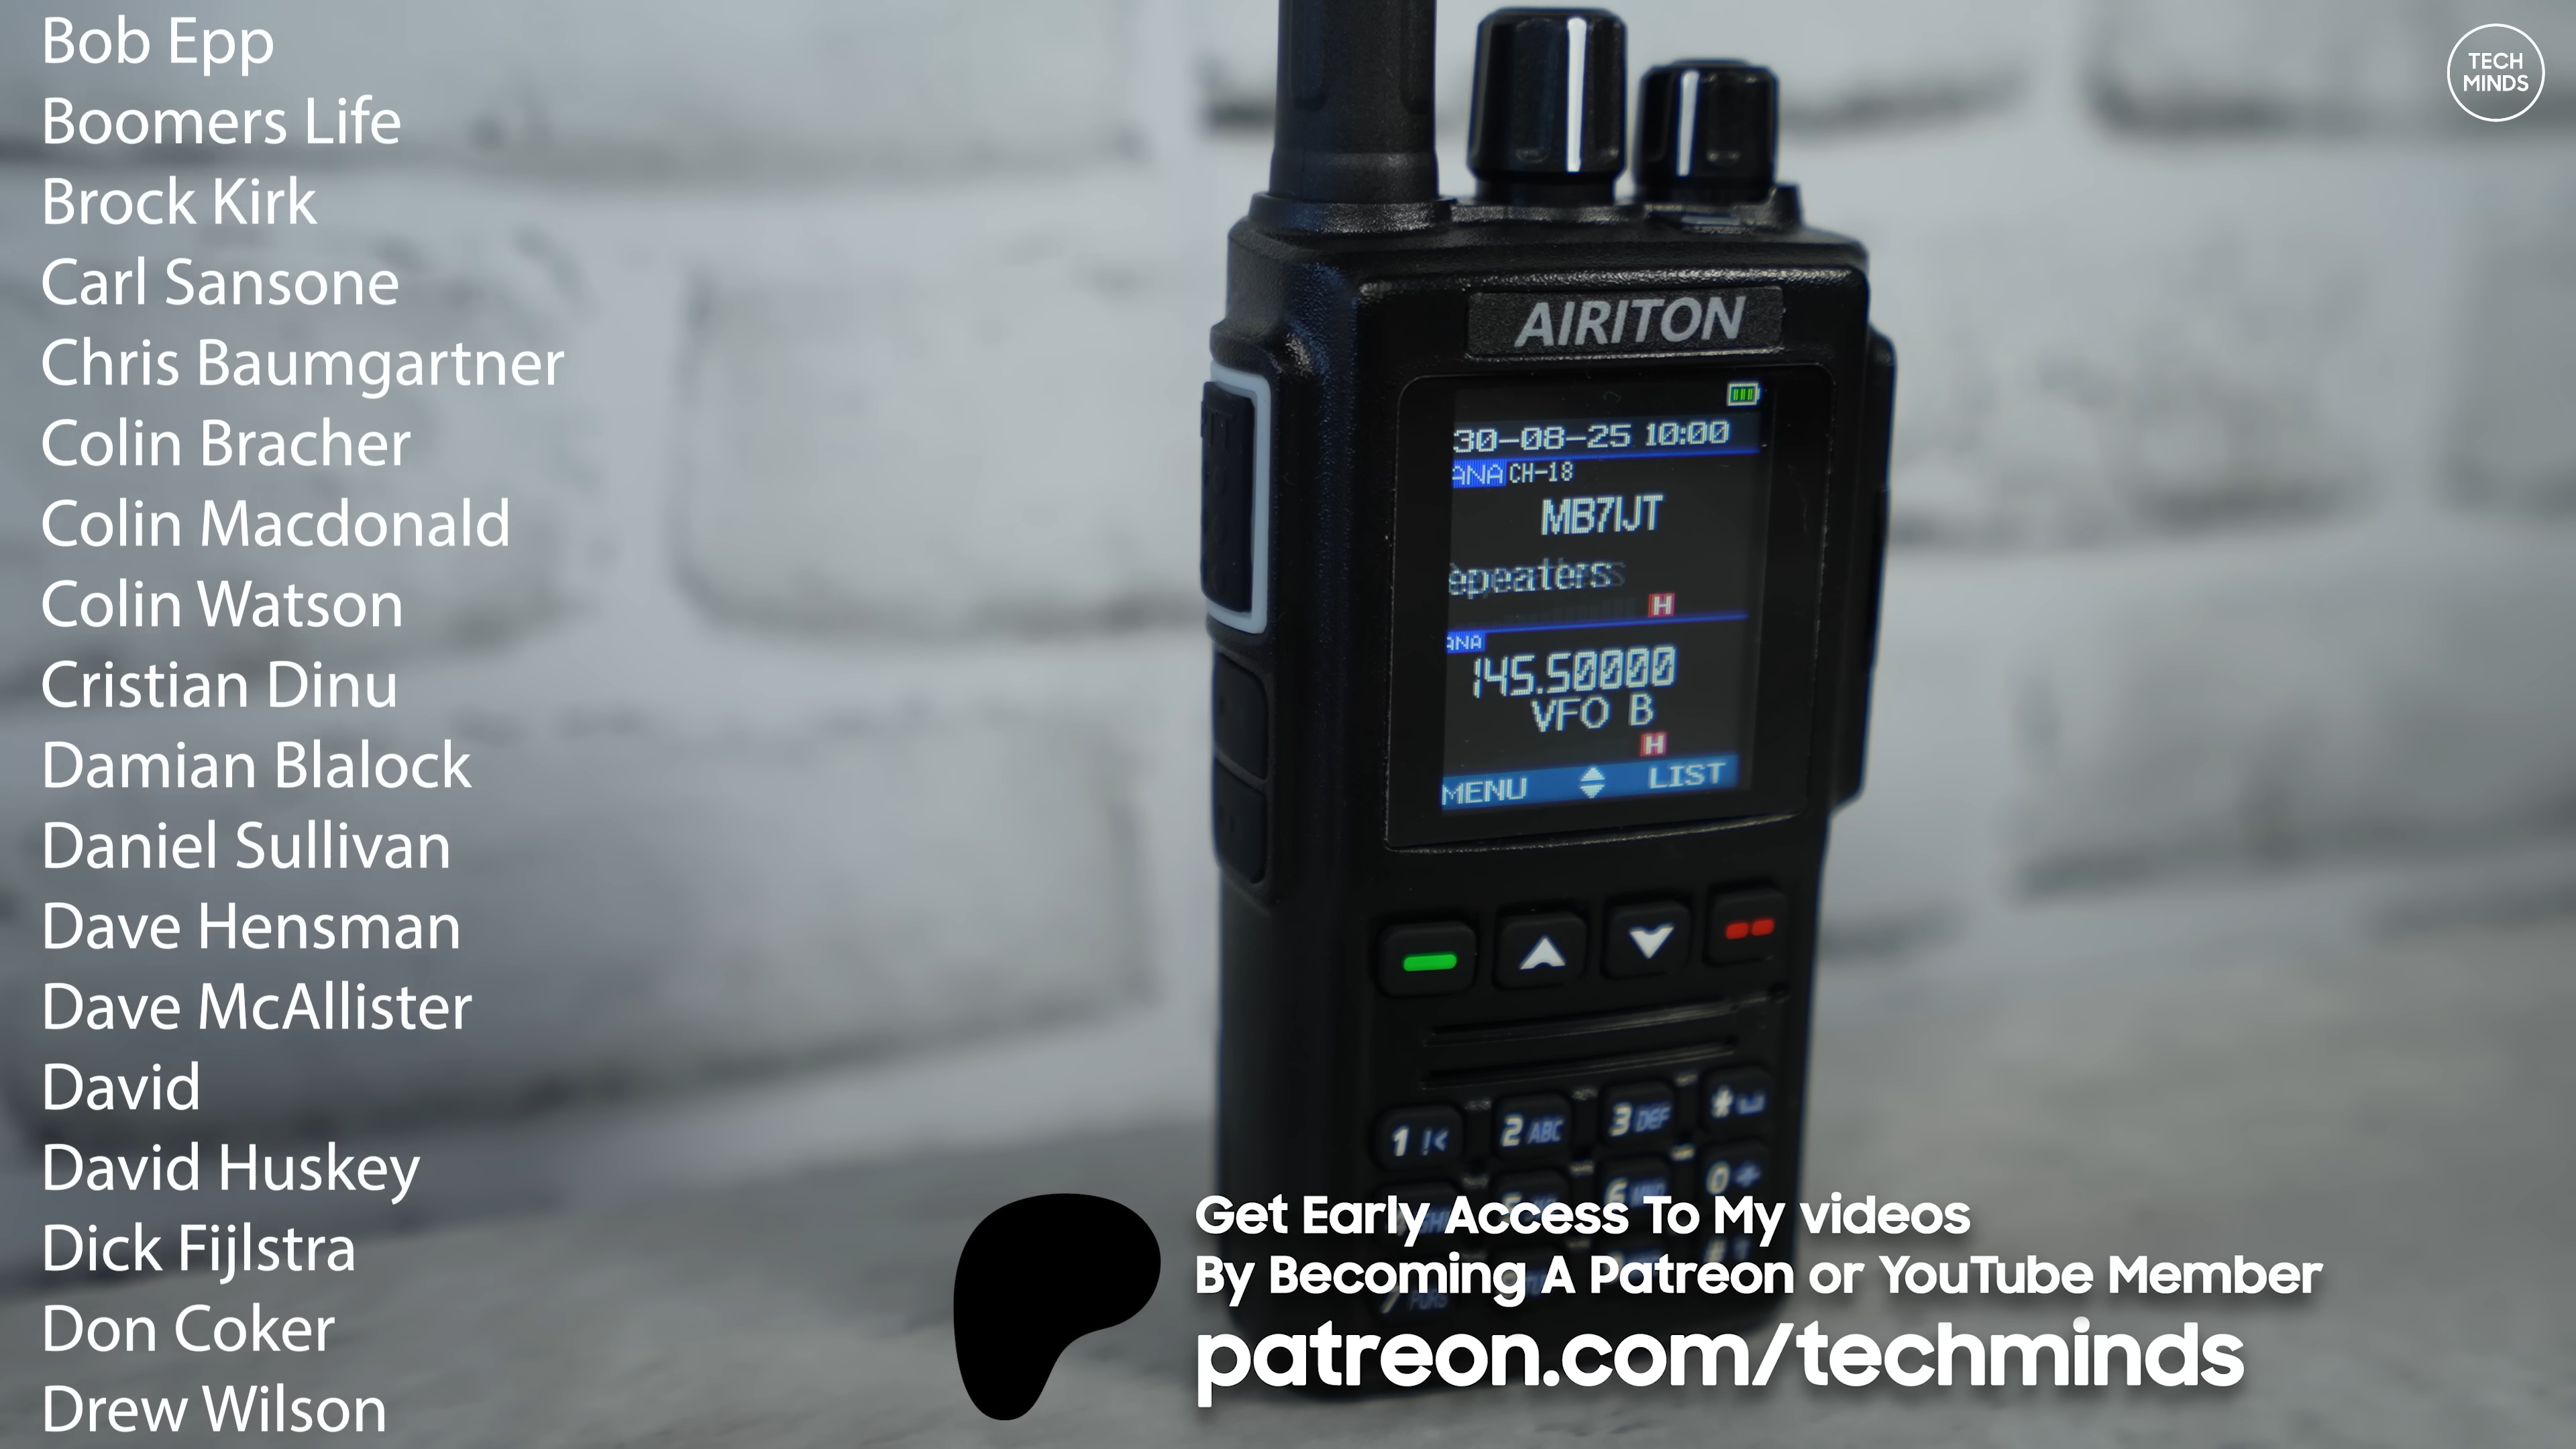 Bob Epp
Boomers Life
Brock Kirk
Carl Sansone
Chris Baumgartner
Colin Bracher
Colin Macdonald
Colin Watson
Cristian Dinu
Damian Blalock
Daniel Sullivan
Dave Hensman
Dave McAllister
David
David Huskey
Dick Fijlstra
Don Coker
Drew Wilson
TECH
MINDS
AIRITON
30-08-25 10:00
ANA CH-18
MB7IJT
epeaters
H
ANA
145.50000
VFO B
H
MENU LIST
1 !<
2 ABC
3 DEF
*
0 +
6
Get Early Access To My videos
By Becoming A Patreon or YouTube Member
patreon.com/techminds